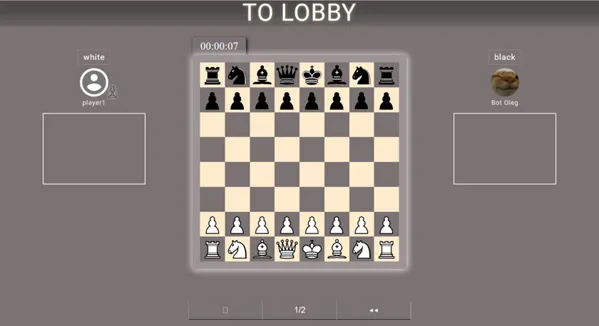 TO LOBBY
00:00:07
white
black
player1
Bot Oleg
1/2
◄◄